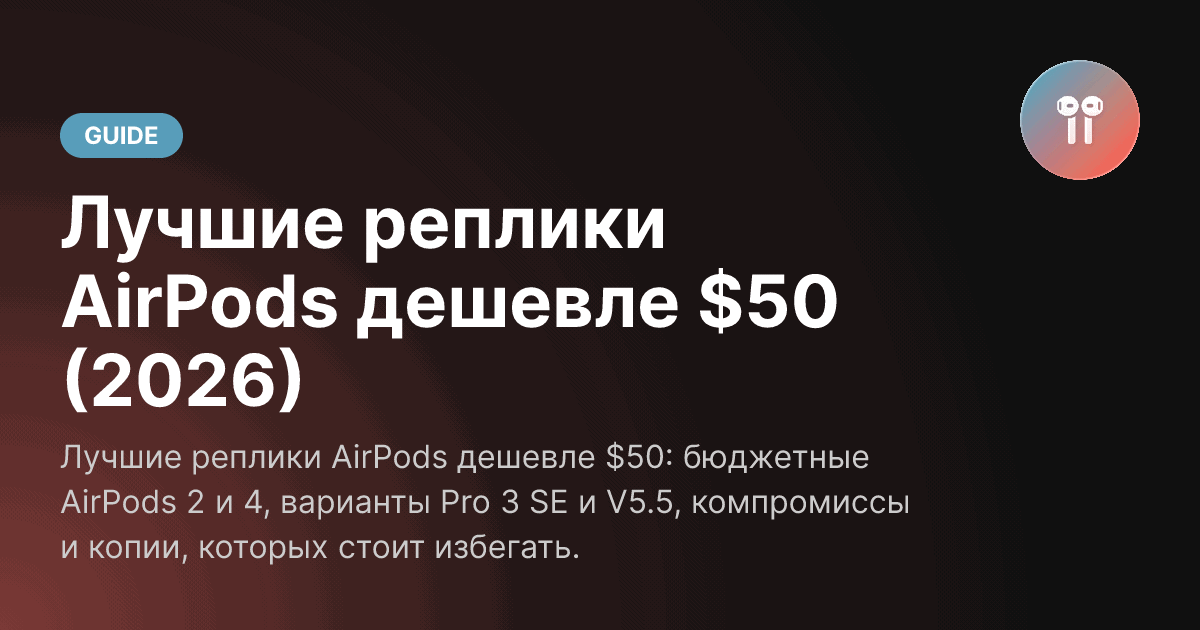 GUIDE
Лучшие реплики
AirPods дешевле $50
(2026)
Лучшие реплики AirPods дешевле $50: бюджетные
AirPods 2 и 4, варианты Pro 3 SE и V5.5, компромиссы
и копии, которых стоит избегать.